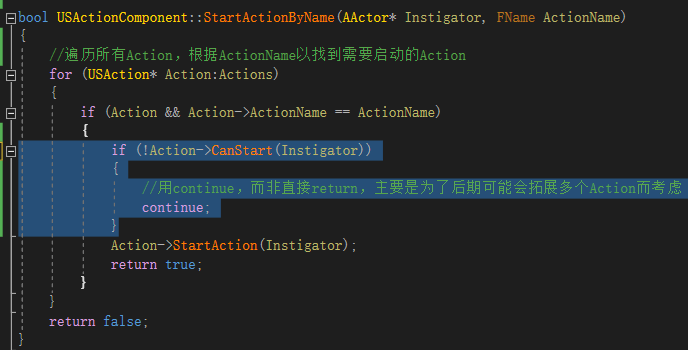 bool USActionComponent::StartActionByName(AActor* Instigator, FName ActionName)
{
//遍历所有Action，根据ActionName以找到需要启动的Action
for (USAction* Action:Actions)
{
if (Action && Action->ActionName == ActionName)
{
if (!Action->CanStart(Instigator))
{
//用continue，而非直接return，主要是为了后期可能会拓展多个Action而考虑
continue;
}
Action->StartAction(Instigator);
return true;
}
}
return false;
}